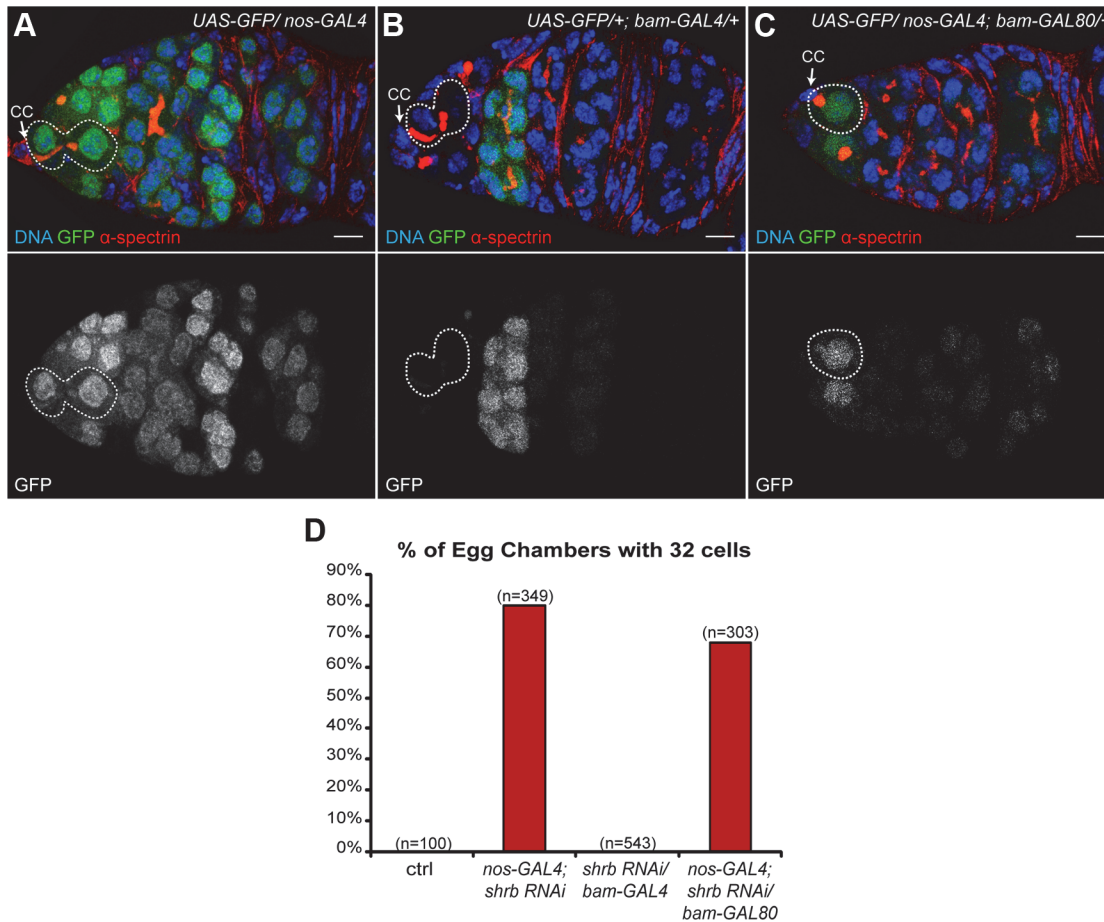 A
UAS-GFP/ nos-GAL4
CC
DNA GFP α-spectrin
GFP
B
UAS-GFP/+; bam-GAL4/+
CC
DNA GFP α-spectrin
GFP
C
UAS-GFP/ nos-GAL4; bam-GAL80/+
CC
DNA GFP α-spectrin
GFP
D
% of Egg Chambers with 32 cells
90%
80%
70%
60%
50%
40%
30%
20%
10%
0%
(n=100)
(n=349)
(n=543)
(n=303)
ctrl
nos-GAL4;
shrb RNAi
shrb RNAi/
bam-GAL4
nos-GAL4;
shrb RNAi/
bam-GAL80